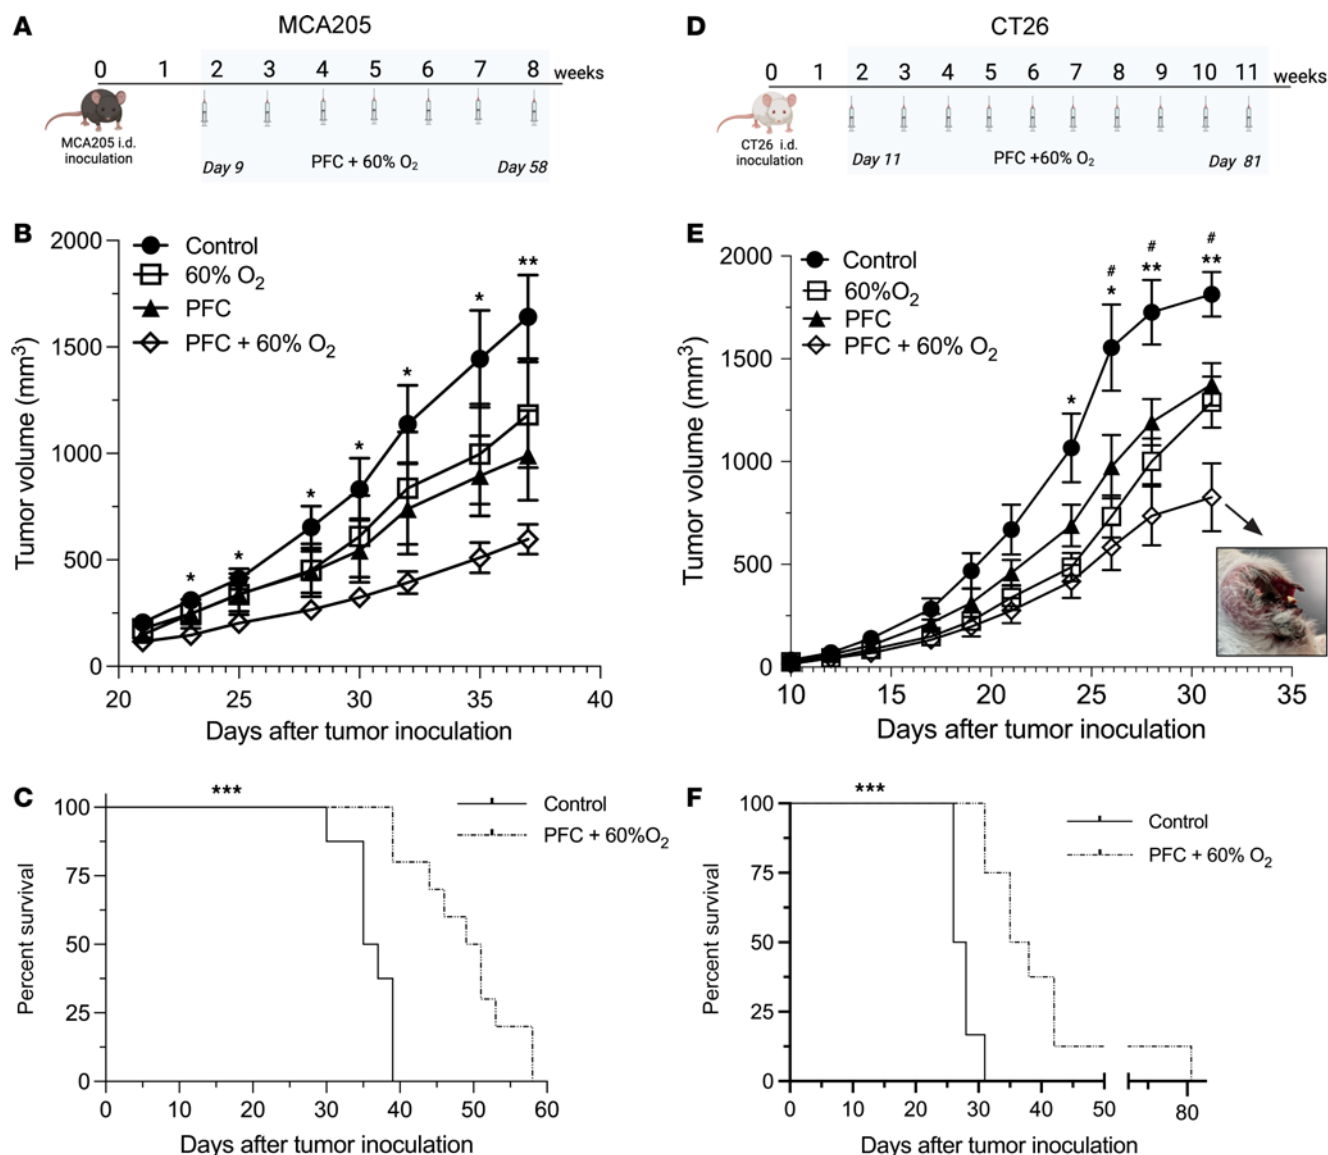 A
MCA205
0 1 2 3 4 5 6 7 8 weeks
MCA205 i.d.
inoculation
Day 9
PFC + 60% O₂
Day 58
D
CT26
0 1 2 3 4 5 6 7 8 9 10 11 weeks
CT26 i.d.
inoculation
Day 11
PFC +60% O₂
Day 81
B
Control
60% O₂
PFC
PFC + 60% O₂
* * * * * * **
Tumor volume (mm³)
2000
1500
1000
500
0
20 25 30 35 40
Days after tumor inoculation
E
Control
60%O₂
PFC
PFC + 60% O₂
# # #
* * ** **
Tumor volume (mm³)
2000
1500
1000
500
0
10 15 20 25 30 35
Days after tumor inoculation
C
***
Control
PFC + 60%O₂
Percent survival
100
75
50
25
0
0 10 20 30 40 50 60
Days after tumor inoculation
F
***
Control
PFC + 60% O₂
Percent survival
100
75
50
25
0
0 10 20 30 40 50 80
Days after tumor inoculation